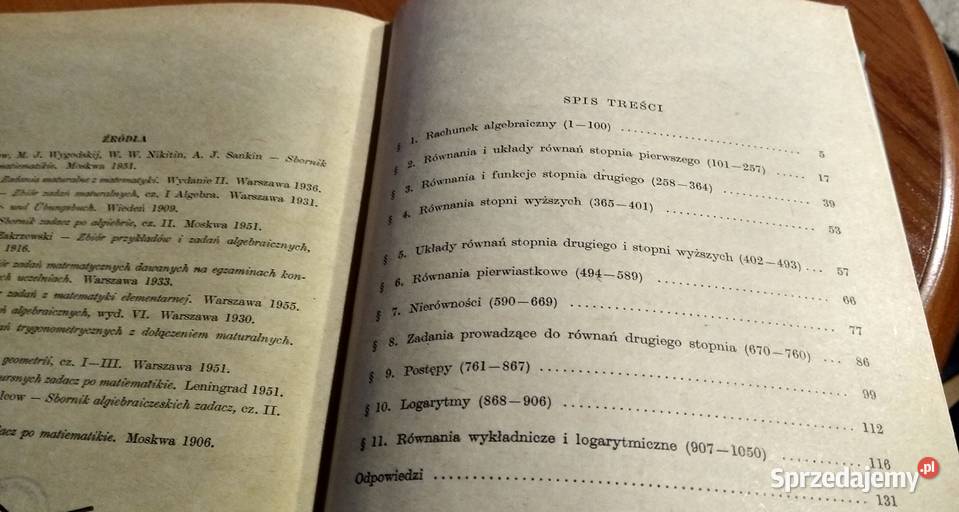 ŹRÓDŁA
M. J. Wygodskij, W. W. Nikitin, A. J. Sankin — Sbornik
matiematikie. Moskwa 1951.
Zadania maturalne z matematyki. Wydanie II. Warszawa 1936.
— Zbiór zadań maturalnych, cz. I Algebra. Warszawa 1931.
und Übungsbuch. Wiedeń 1909.
Sbornik zadacz po algiebrie, cz. II. Moskwa 1951.
Zakrzewski — Zbiór przykładów i zadań algebraicznych,
1916.
zadań matematycznych dawanych na egzaminach kon-
uczelniach. Warszawa 1933.
zadań z matematyki elementarnej. Warszawa 1955.
algebraicznych, wyd. VI. Warszawa 1930.
trygonometrycznych z dołączeniem maturalnych.
geometrii, cz. I—III. Warszawa 1951.
zadacz po matiematikie. Leningrad 1951.
— Sbornik algiebraiczeskich zadacz, cz. II.
po matiematikie. Moskwa 1906.
SPIS TREŚCI
§ 1. Rachunek algebraiczny (1—100) 5
§ 2. Równania i układy równań stopnia pierwszego (101—257) 17
§ 3. Równania i funkcje stopnia drugiego (258—364) 39
§ 4. Równania stopni wyższych (365—401) 53
§ 5. Układy równań stopnia drugiego i stopni wyższych (402—493) 57
§ 6. Równania pierwiastkowe (494—589) 66
§ 7. Nierówności (590—669) 77
§ 8. Zadania prowadzące do równań drugiego stopnia (670—760) 86
§ 9. Postępy (761—867) 99
§ 10. Logarytmy (868—906) 112
§ 11. Równania wykładnicze i logarytmiczne (907—1050) 116
Odpowiedzi 131
Sprzedajemy.pl